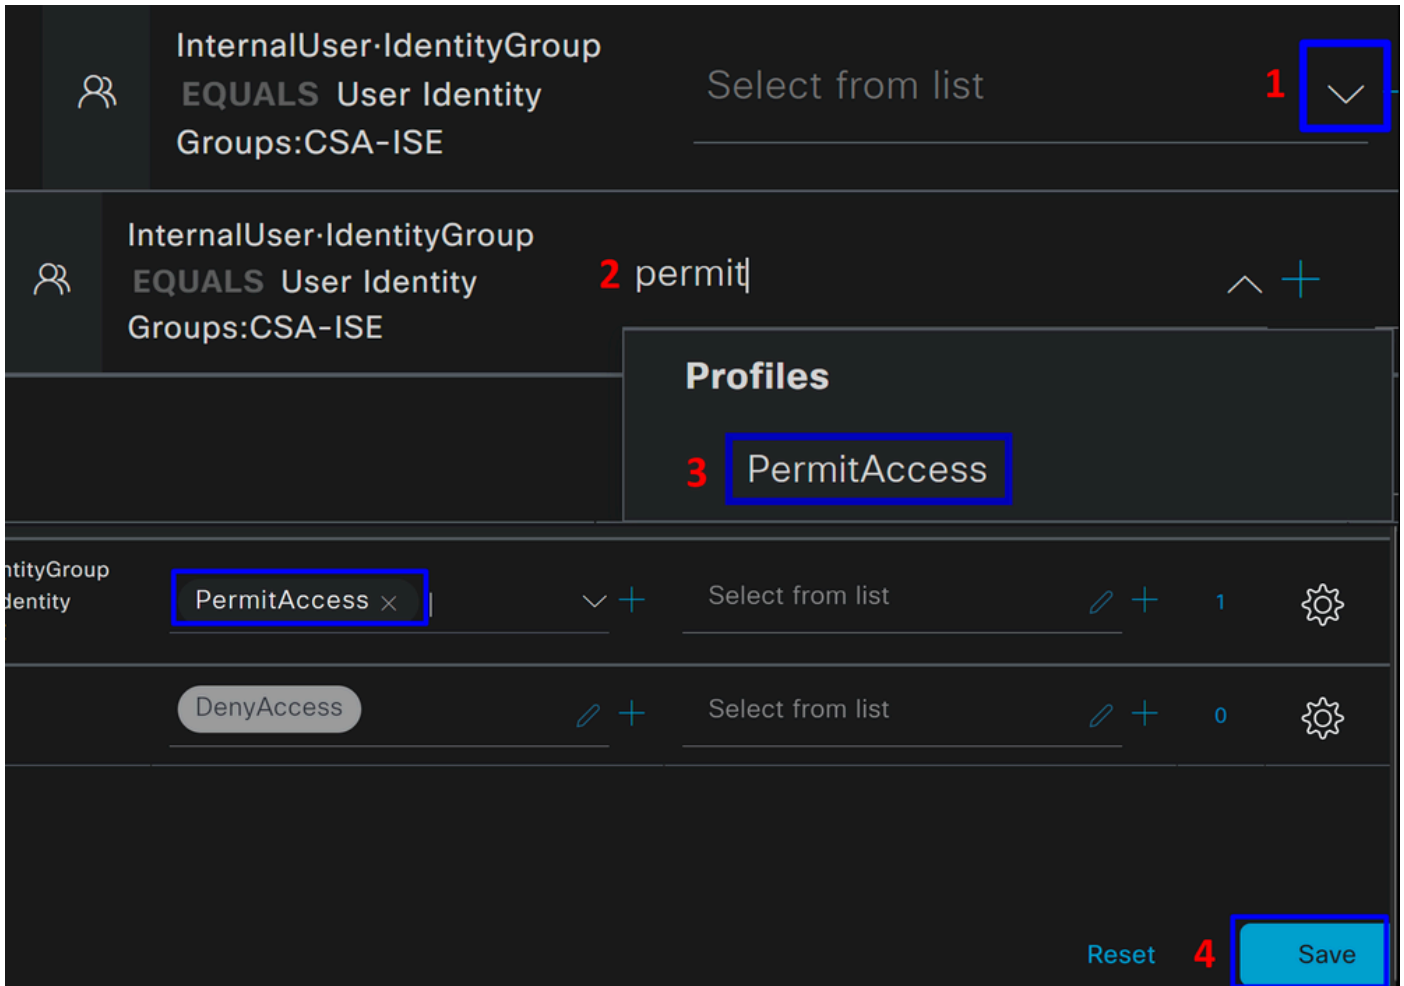 InternalUser·IdentityGroup
EQUALS User Identity
Groups:CSA-ISE
Select from list
1
InternalUser·IdentityGroup
EQUALS User Identity
Groups:CSA-ISE
2 permit
Profiles
3 PermitAccess
ntityGroup
dentity
PermitAccess ×
Select from list
1
DenyAccess
Select from list
0
Reset
4
Save